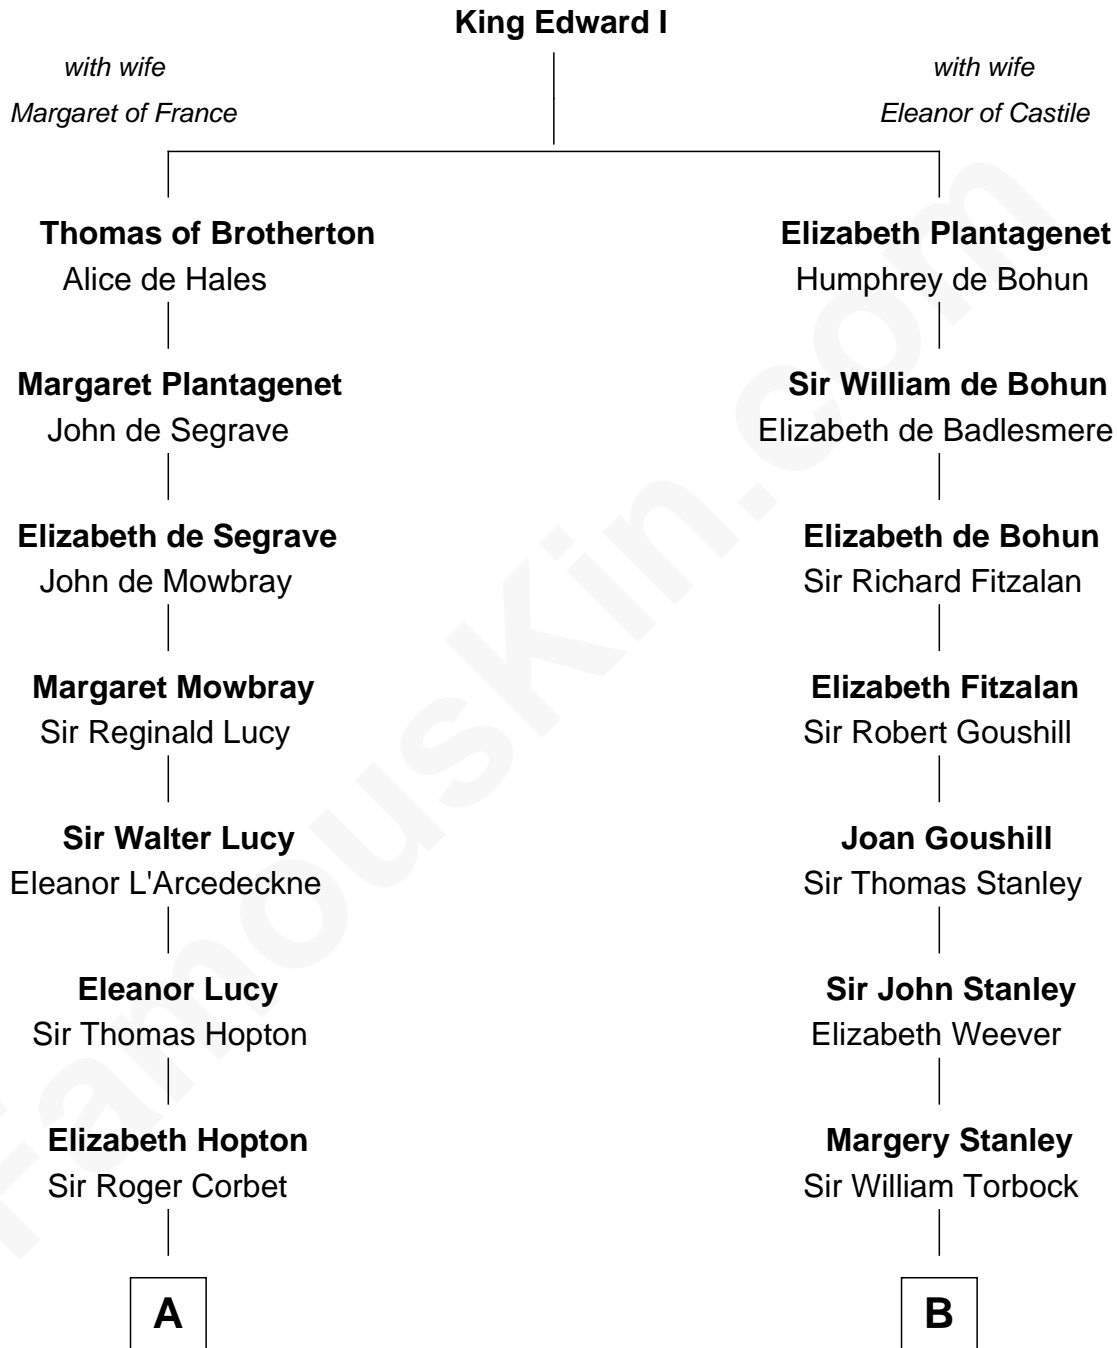 King Edward I
with wife
Margaret of France
with wife
Eleanor of Castile
Thomas of Brotherton
Alice de Hales
Elizabeth Plantagenet
Humphrey de Bohun
Margaret Plantagenet
John de Segrave
Sir William de Bohun
Elizabeth de Badlesmere
Elizabeth de Segrave
John de Mowbray
Elizabeth de Bohun
Sir Richard Fitzalan
Margaret Mowbray
Sir Reginald Lucy
Elizabeth Fitzalan
Sir Robert Goushill
Sir Walter Lucy
Eleanor L'Arcedeckne
Joan Goushill
Sir Thomas Stanley
Eleanor Lucy
Sir Thomas Hopton
Sir John Stanley
Elizabeth Weever
Elizabeth Hopton
Sir Roger Corbet
Margery Stanley
Sir William Torbock
A
B
FamousKin.com